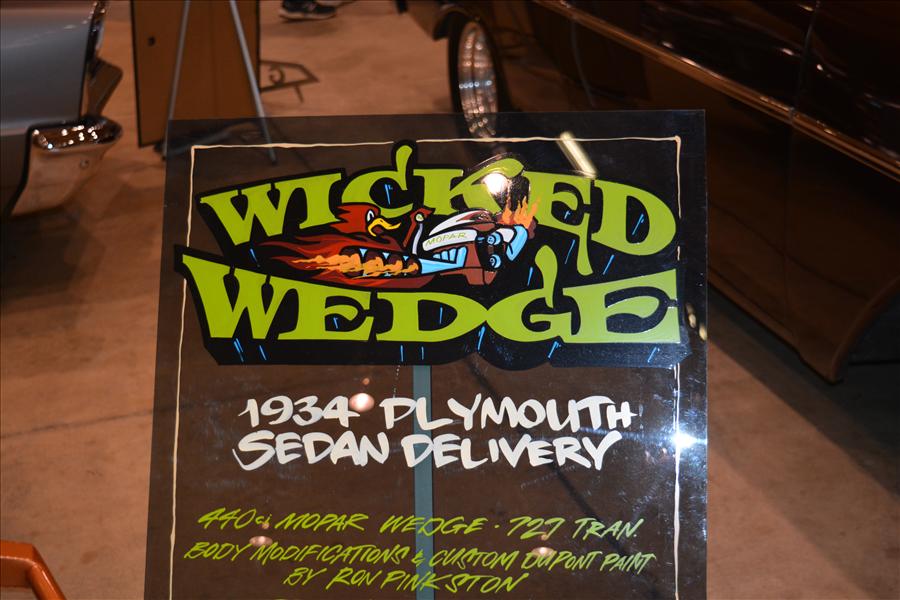 WICKED
MOPAR
WEDGE
1934 PLYMOUTH
SEDAN DELIVERY
440ci MOPAR WEDGE · 727 TRAN.
BODY MODIFICATIONS & CUSTOM DUPONT PAINT
BY RON PINKSTON